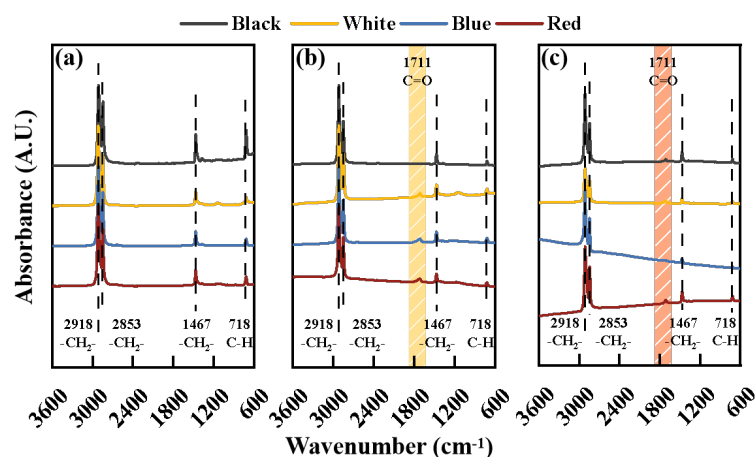 Black White Blue Red
(a) (b) (c)
1711 1711
C=O C=O
Absorbance (A.U.)
2918 2853 1467 718 2918 2853 1467 718 2918 2853 1467 718
-CH₂- -CH₂- -CH₂- C-H -CH₂- -CH₂- -CH₂- C-H -CH₂- -CH₂- -CH₂- C-H
3600 3000 2400 1800 1200 600 3600 3000 2400 1800 1200 600 3600 3000 2400 1800 1200 600
Wavenumber (cm⁻¹)